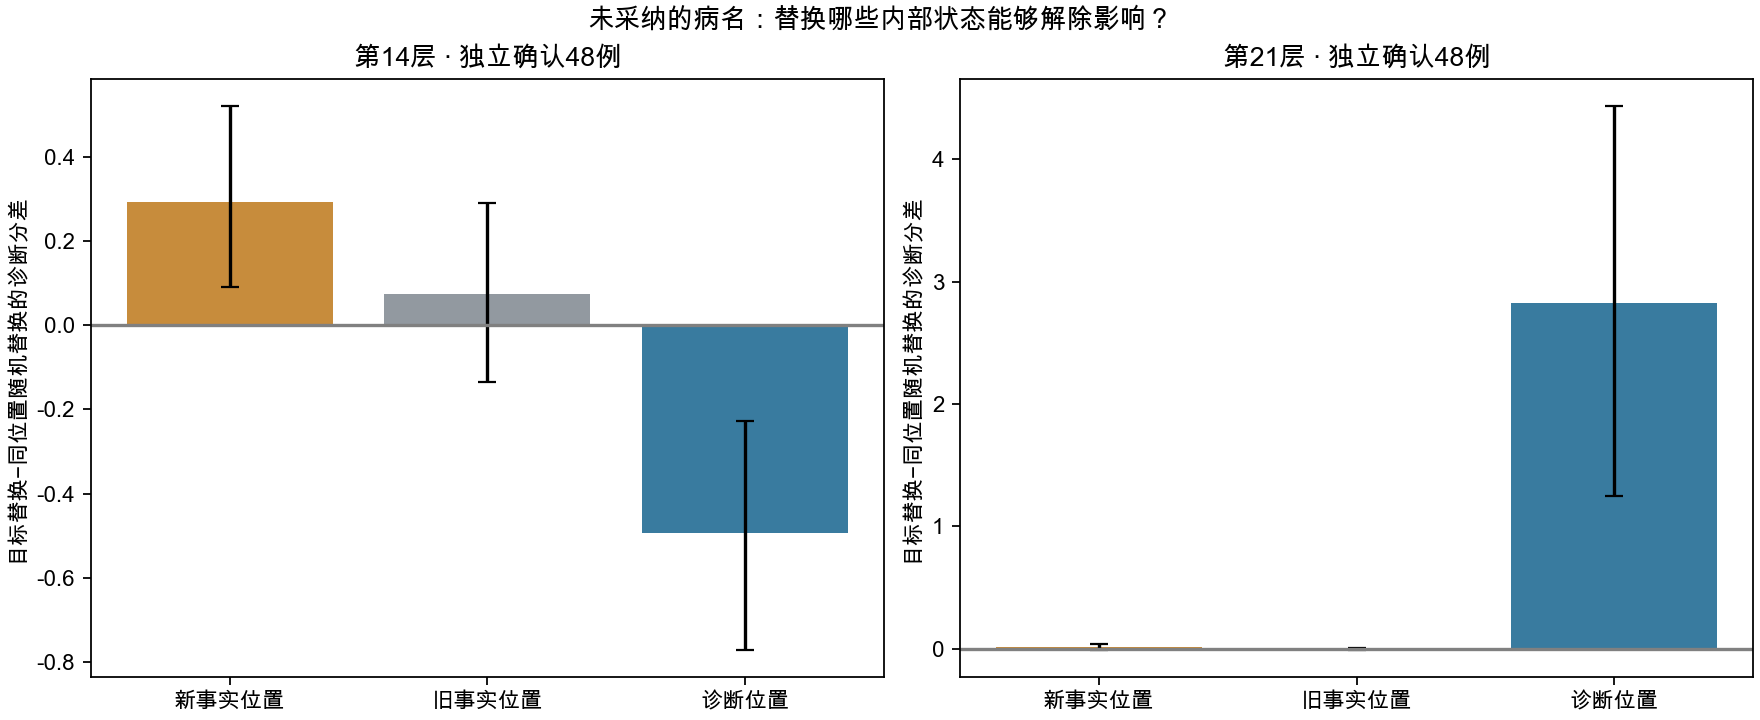 未采纳的病名：替换哪些内部状态能够解除影响？
第14层 · 独立确认48例
目标替换−同位置随机替换的诊断分差
0.4
0.2
0.0
-0.2
-0.4
-0.6
-0.8
新事实位置
旧事实位置
诊断位置
第21层 · 独立确认48例
目标替换−同位置随机替换的诊断分差
4
3
2
1
0
新事实位置
旧事实位置
诊断位置